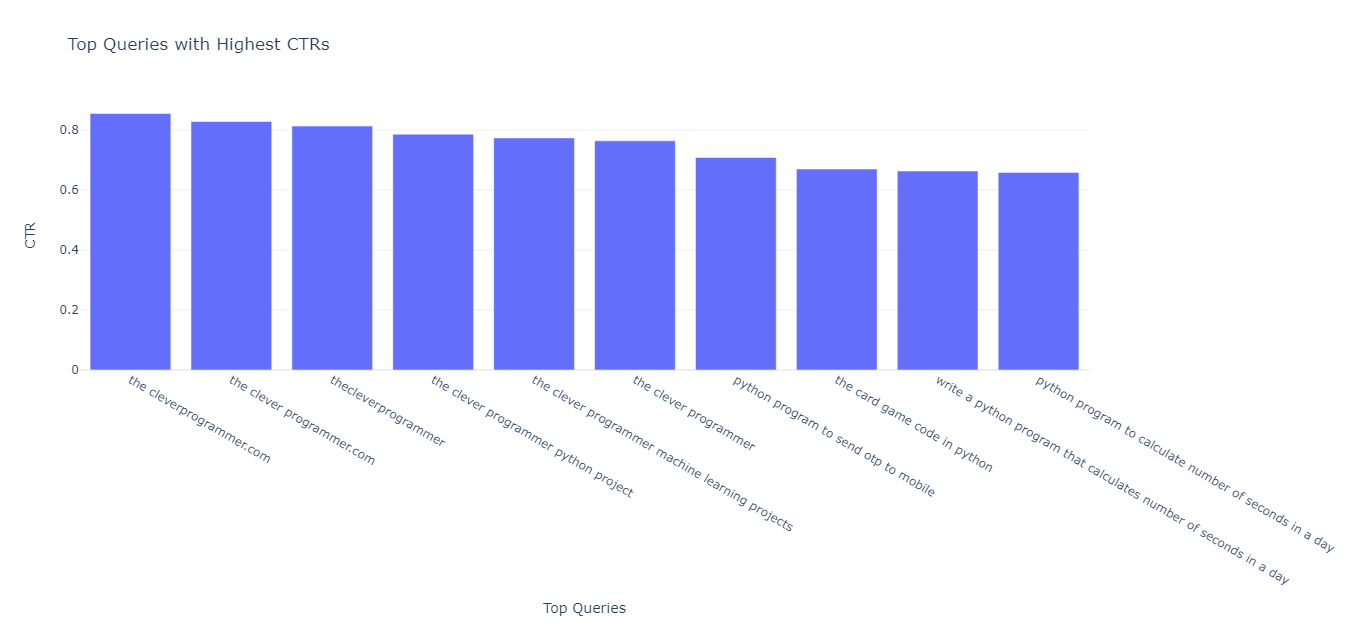 Top Queries with Highest CTRs
0.8
0.6
0.4
0.2
0
CTR
the cleverprogrammer.com
the clever programmer.com
thecleverprogrammer
the clever programmer python project
the clever programmer machine learning projects
the clever programmer
python program to send otp to mobile
the card game code in python
write a python program that calculates number of seconds in a day
python program to calculate number of seconds in a day
Top Queries